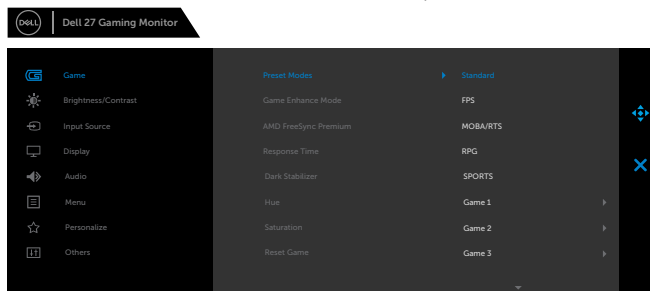 DELL
Dell 27 Gaming Monitor
Game
Preset Modes
Standard
Brightness/Contrast
Game Enhance Mode
FPS
Input Source
AMD FreeSync Premium
MOBA/RTS
Display
Response Time
RPG
Audio
Dark Stabilizer
SPORTS
Menu
Hue
Game 1
Personalize
Saturation
Game 2
Others
Reset Game
Game 3